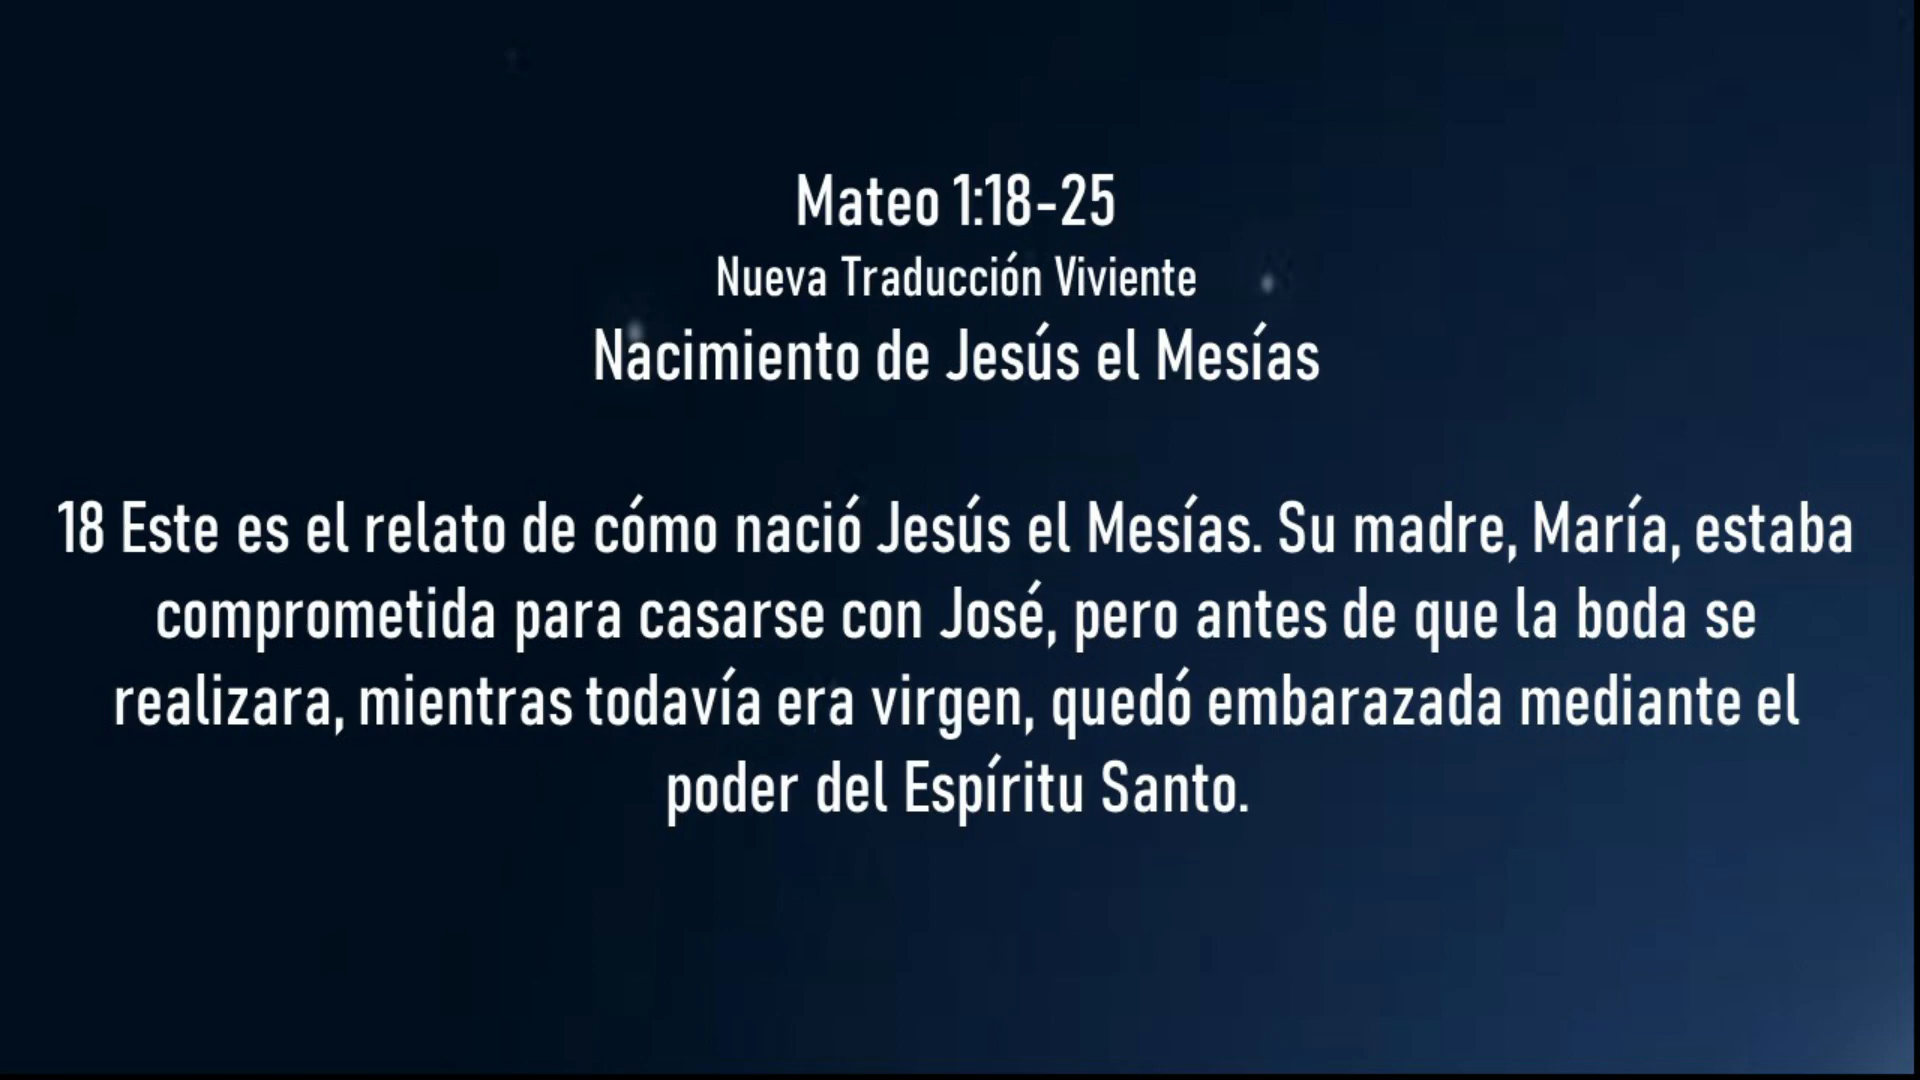 Mateo 1:18-25
Nueva Traducción Viviente
Nacimiento de Jesús el Mesías
18 Este es el relato de cómo nació Jesús el Mesías. Su madre, María, estaba
comprometida para casarse con José, pero antes de que la boda se
realizara, mientras todavía era virgen, quedó embarazada mediante el
poder del Espíritu Santo.